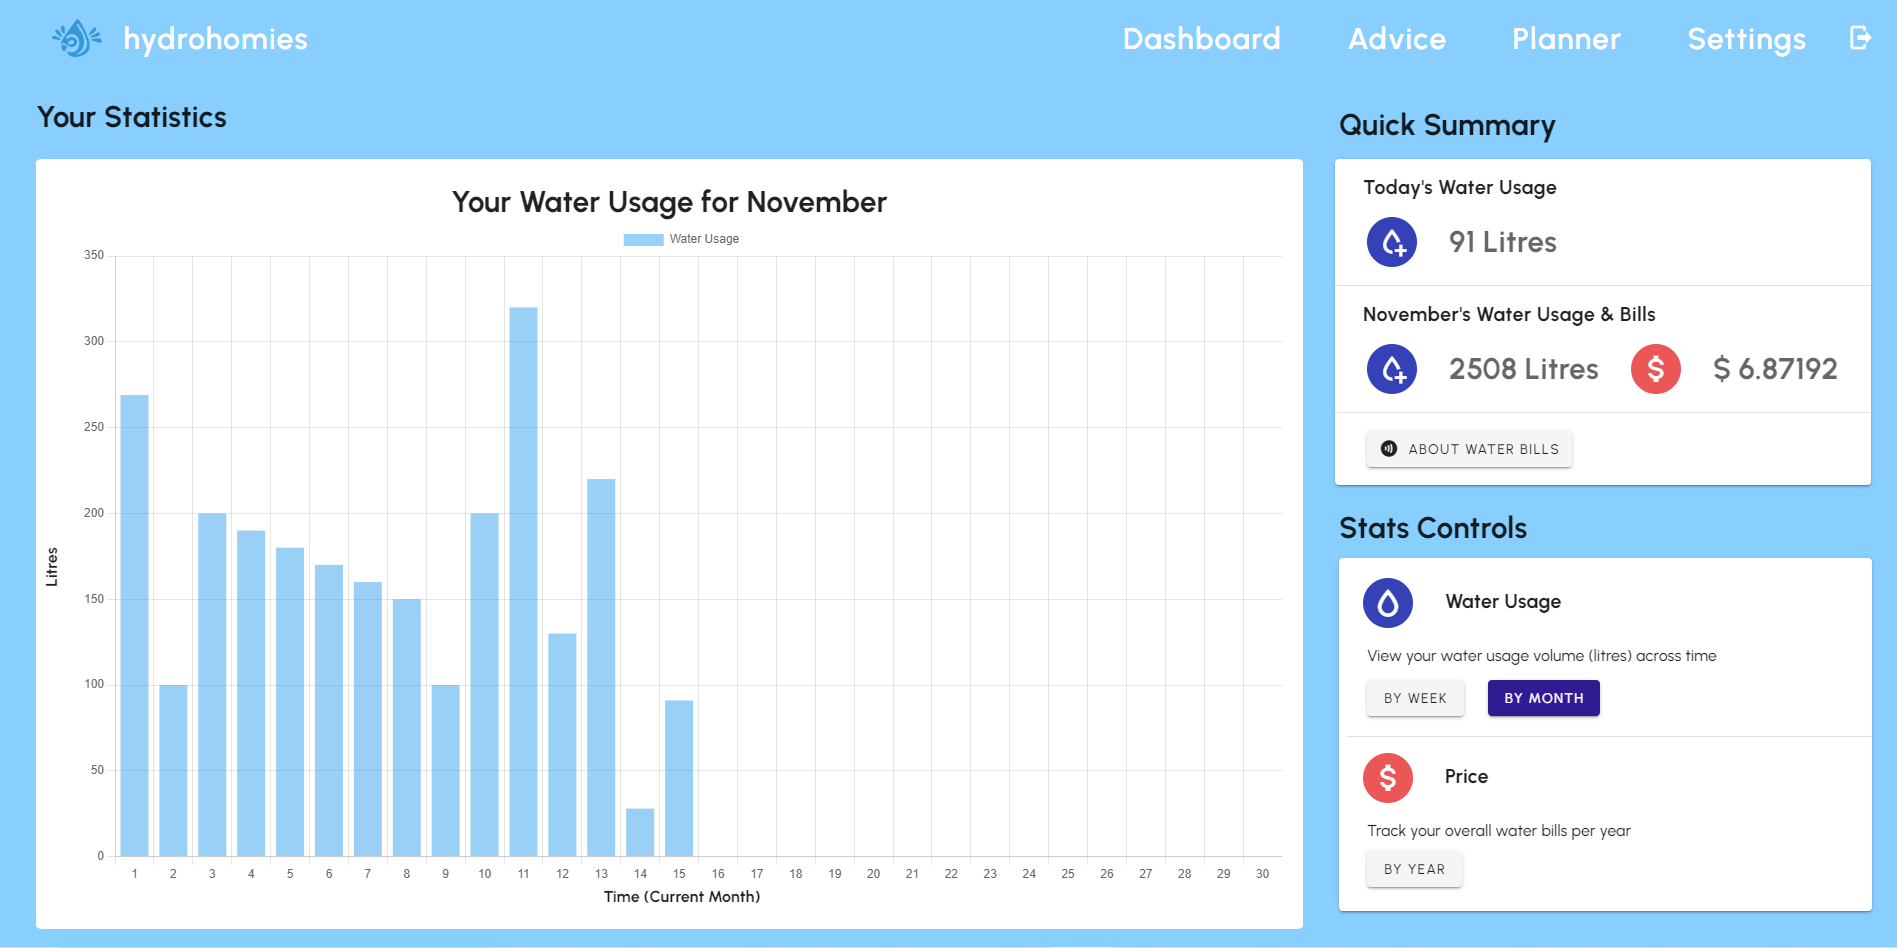 hydrohomies
Dashboard Advice Planner Settings
Your Statistics
Your Water Usage for November
Water Usage
350
300
250
200
150
100
50
0
Litres
1 2 3 4 5 6 7 8 9 10 11 12 13 14 15 16 17 18 19 20 21 22 23 24 25 26 27 28 29 30
Time (Current Month)
Quick Summary
Today's Water Usage
91 Litres
November's Water Usage & Bills
2508 Litres $ $ 6.87192
ABOUT WATER BILLS
Stats Controls
Water Usage
View your water usage volume (litres) across time
BY WEEK BY MONTH
$ Price
Track your overall water bills per year
BY YEAR